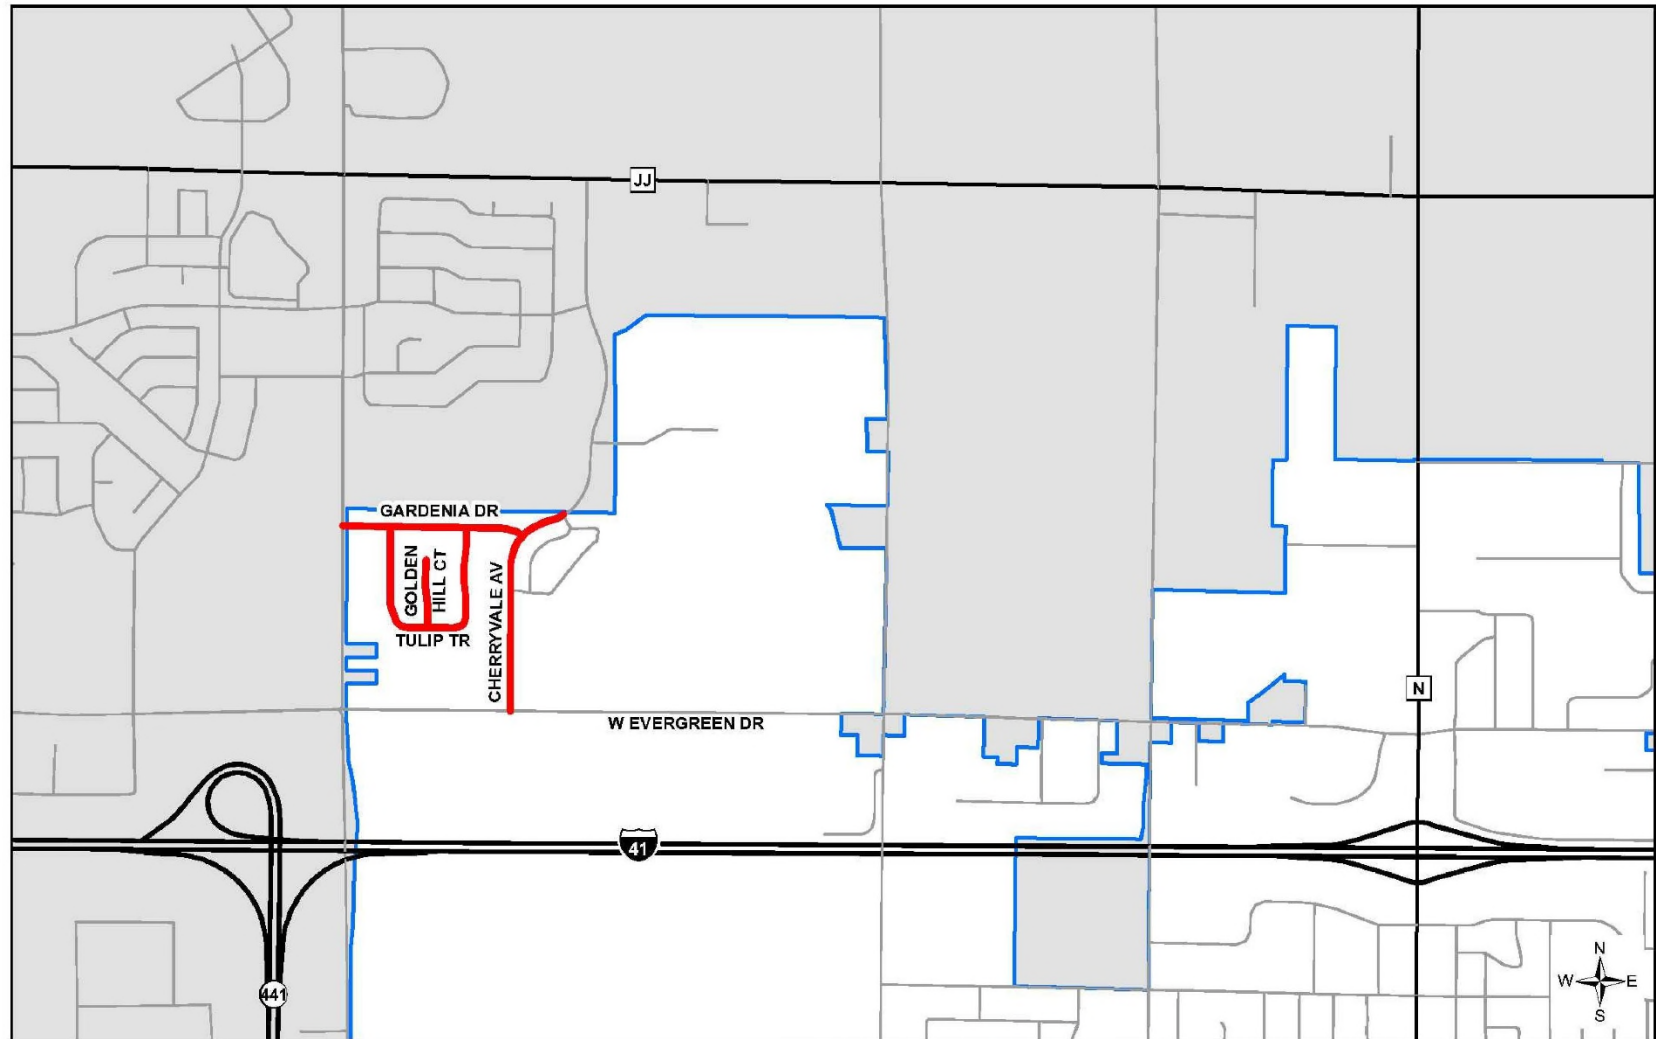 JJ
GARDENIA DR
GOLDEN
HILL CT
CHERRYVALE AV
TULIP TR
N
W EVERGREEN DR
41
441
N
W
E
S